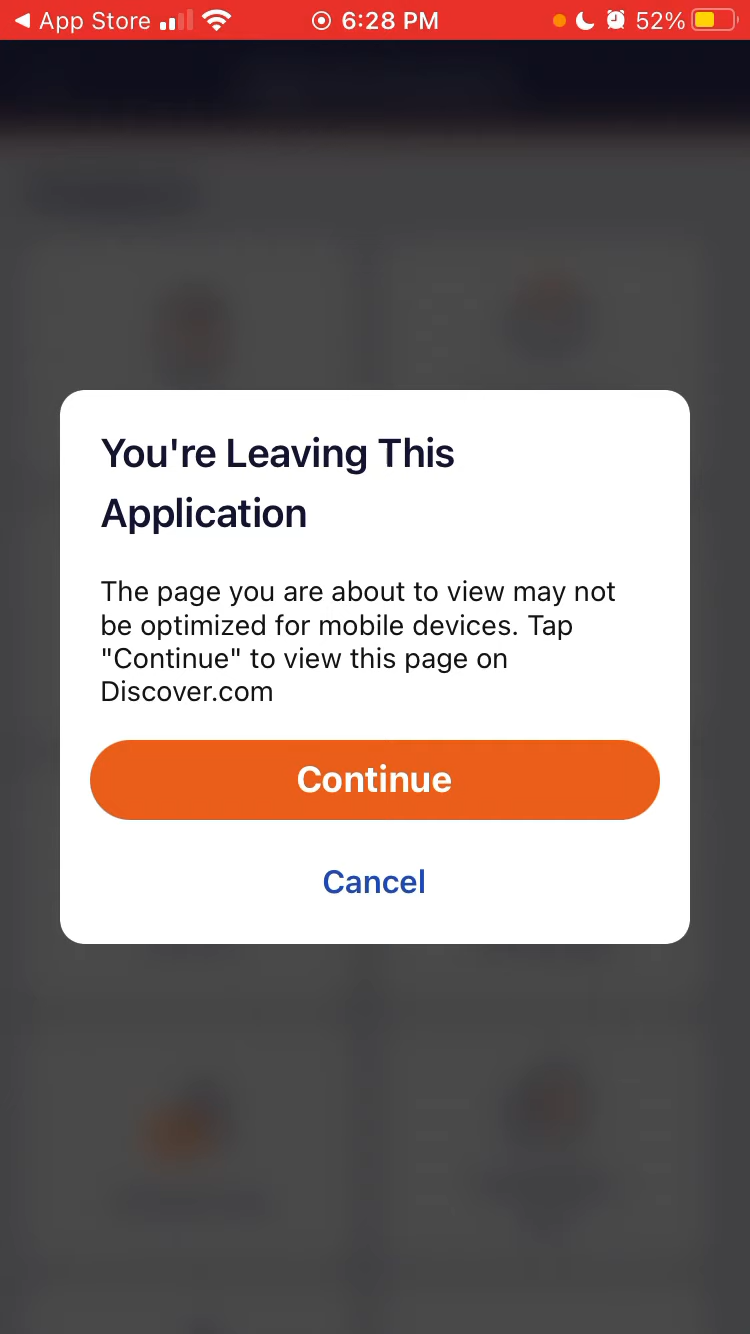 App Store 6:28 PM 52%
You're Leaving This
Application
The page you are about to view may not
be optimized for mobile devices. Tap
"Continue" to view this page on
Discover.com
Continue
Cancel